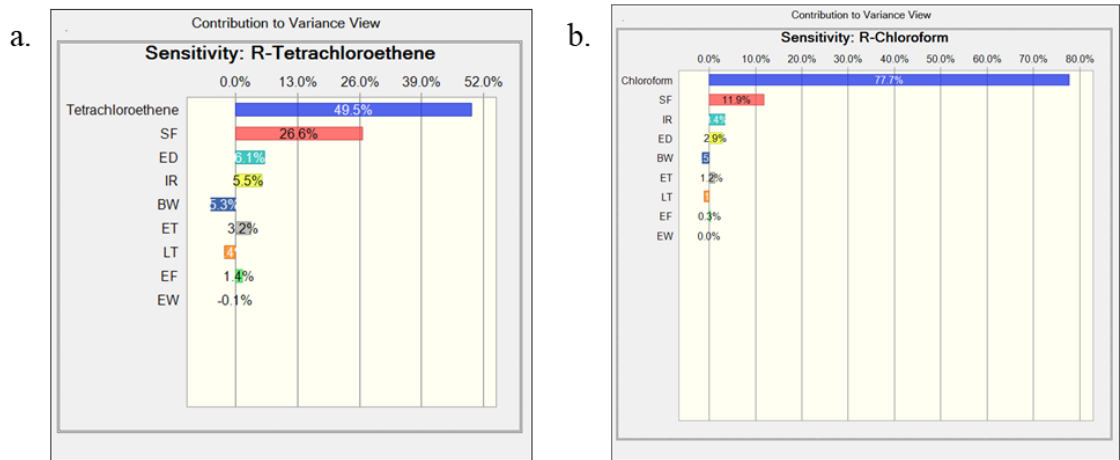 a.
Contribution to Variance View
Sensitivity: R-Tetrachloroethene
0.0% 13.0% 26.0% 39.0% 52.0%
Tetrachloroethene 49.5%
SF 26.6%
ED 6.1%
IR 5.5%
BW 5.3%
ET 3.2%
LT
EF 1.4%
EW -0.1%
b.
Contribution to Variance View
Sensitivity: R-Chloroform
0.0% 10.0% 20.0% 30.0% 40.0% 50.0% 60.0% 70.0% 80.0%
Chloroform 77.7%
SF 11.9%
IR
ED 2.9%
BW
ET 1.2%
LT
EF 0.3%
EW 0.0%